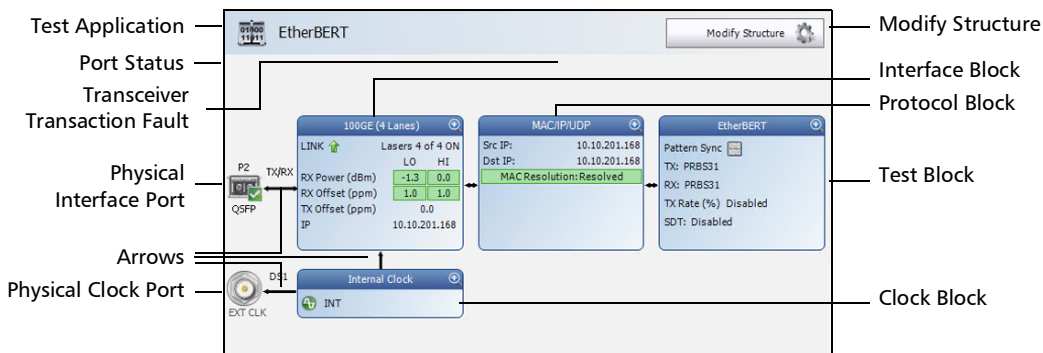 Test Application
Port Status
Transceiver
Transaction Fault
Physical
Interface Port
Arrows
Physical Clock Port
01000
11011
EtherBERT
Modify Structure
P2
TX/RX
QSFP
100GE (4 Lanes)
LINK
Lasers 4 of 4 ON
LO HI
RX Power (dBm) -1.3 0.0
RX Offset (ppm) 1.0 1.0
TX Offset (ppm) 0.0
IP 10.10.201.168
MAC/IP/UDP
Src IP: 10.10.201.168
Dst IP: 10.10.201.168
MAC Resolution: Resolved
EtherBERT
Pattern Sync
TX: PRBS31
RX: PRBS31
TX Rate (%) Disabled
SDT: Disabled
DS1
EXT CLK
Internal Clock
INT
Modify Structure
Interface Block
Protocol Block
Test Block
Clock Block